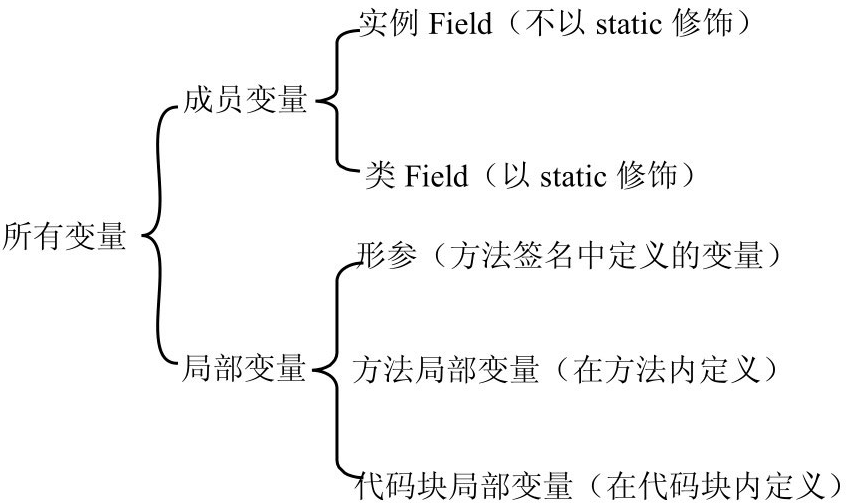 实例 Field（不以 static 修饰）
成员变量
类 Field（以 static 修饰）
所有变量
形参（方法签名中定义的变量）
局部变量
方法局部变量（在方法内定义）
代码块局部变量（在代码块内定义）